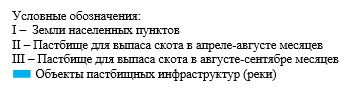 Условные обозначения:
I – Земли населенных пунктов
II – Пастбище для выпаса скота в апреле-августе месяцев
III – Пастбище для выпаса скота в августе-сентябре месяцев
Объекты пастбищных инфраструктур (реки)